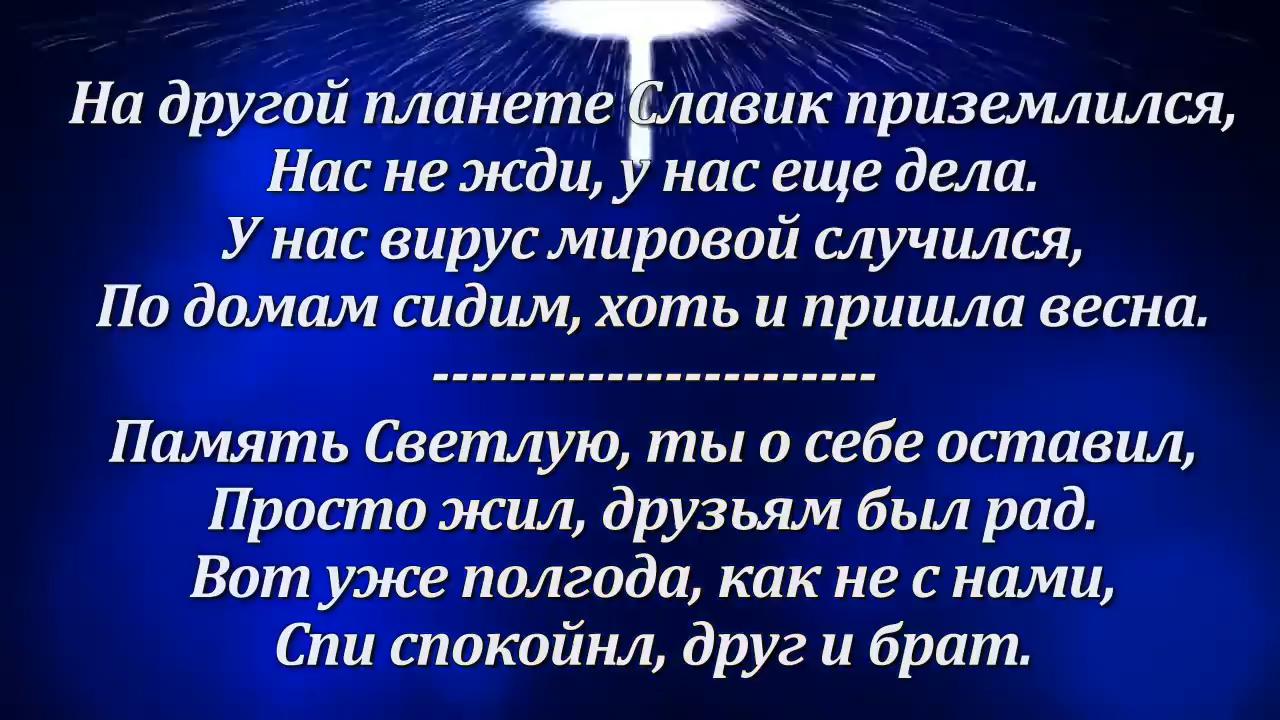 На другой планете Славик приземлился,
Нас не жди, у нас еще дела.
У нас вирус мировой случился,
По домам сидим, хоть и пришла весна.
-----------------------
Память Светлую, ты о себе оставил,
Просто жил, друзьям был рад.
Вот уже полгода, как не с нами,
Спи спокойнл, друг и брат.